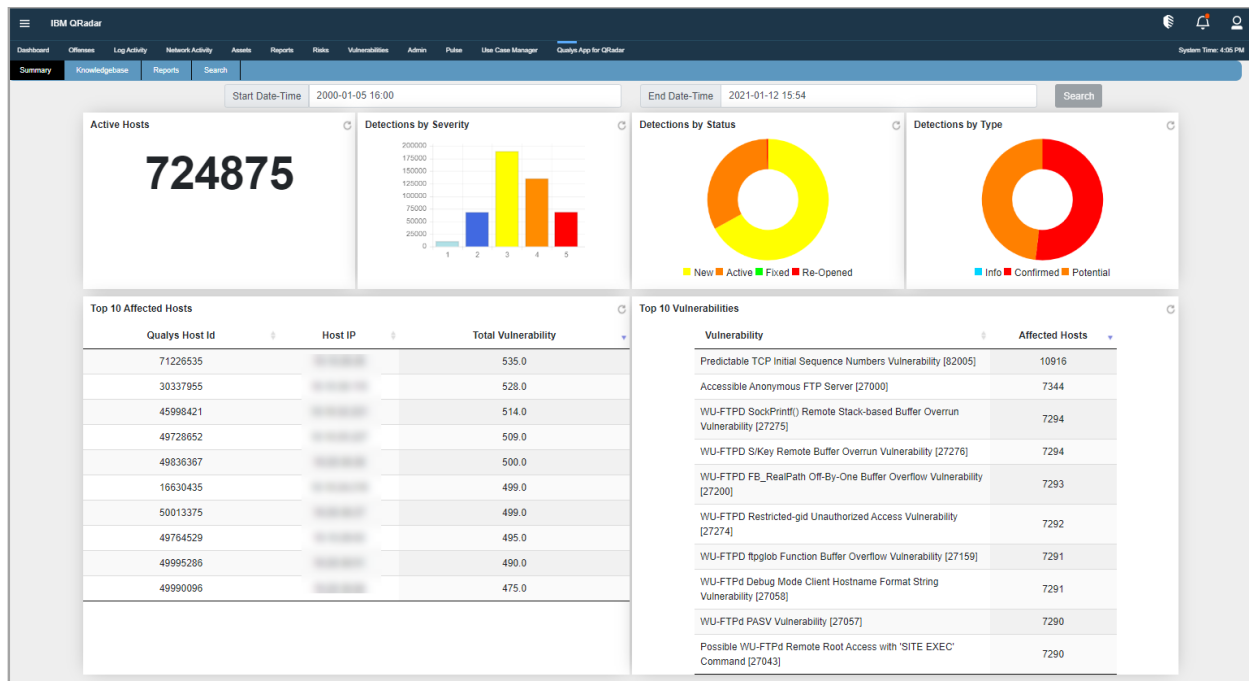 IBM QRadar
Dashboard Offenses Log Activity Network Activity Assets Reports Risks Vulnerabilities Admin Pulse Use Case Manager Qualys App for QRadar System Time: 4:05 PM
Summary Knowledgebase Reports Search
Start Date-Time 2000-01-05 16:00 End Date-Time 2021-01-12 15:54 Search
Active Hosts
724875
Detections by Severity
200000
175000
150000
125000
100000
75000
50000
25000
0
1 2 3 4 5
Detections by Status
New Active Fixed Re-Opened
Detections by Type
Info Confirmed Potential
Top 10 Affected Hosts
Qualys Host Id Host IP Total Vulnerability
71226535 535.0
30337955 528.0
45998421 514.0
49728652 509.0
49836367 500.0
16630435 499.0
50013375 499.0
49764529 495.0
49995286 490.0
49990096 475.0
Top 10 Vulnerabilities
Vulnerability Affected Hosts
Predictable TCP Initial Sequence Numbers Vulnerability [82005] 10916
Accessible Anonymous FTP Server [27000] 7344
WU-FTPD SockPrintf() Remote Stack-based Buffer Overrun
Vulnerability [27275] 7294
WU-FTPD S/Key Remote Buffer Overrun Vulnerability [27276] 7294
WU-FTPD FB_RealPath Off-By-One Buffer Overflow Vulnerability
[27200] 7293
WU-FTPD Restricted-gid Unauthorized Access Vulnerability
[27274] 7292
WU-FTPD ftpglob Function Buffer Overflow Vulnerability [27159] 7291
WU-FTPd Debug Mode Client Hostname Format String
Vulnerability [27058] 7291
WU-FTPd PASV Vulnerability [27057] 7290
Possible WU-FTPd Remote Root Access with 'SITE EXEC'
Command [27043] 7290